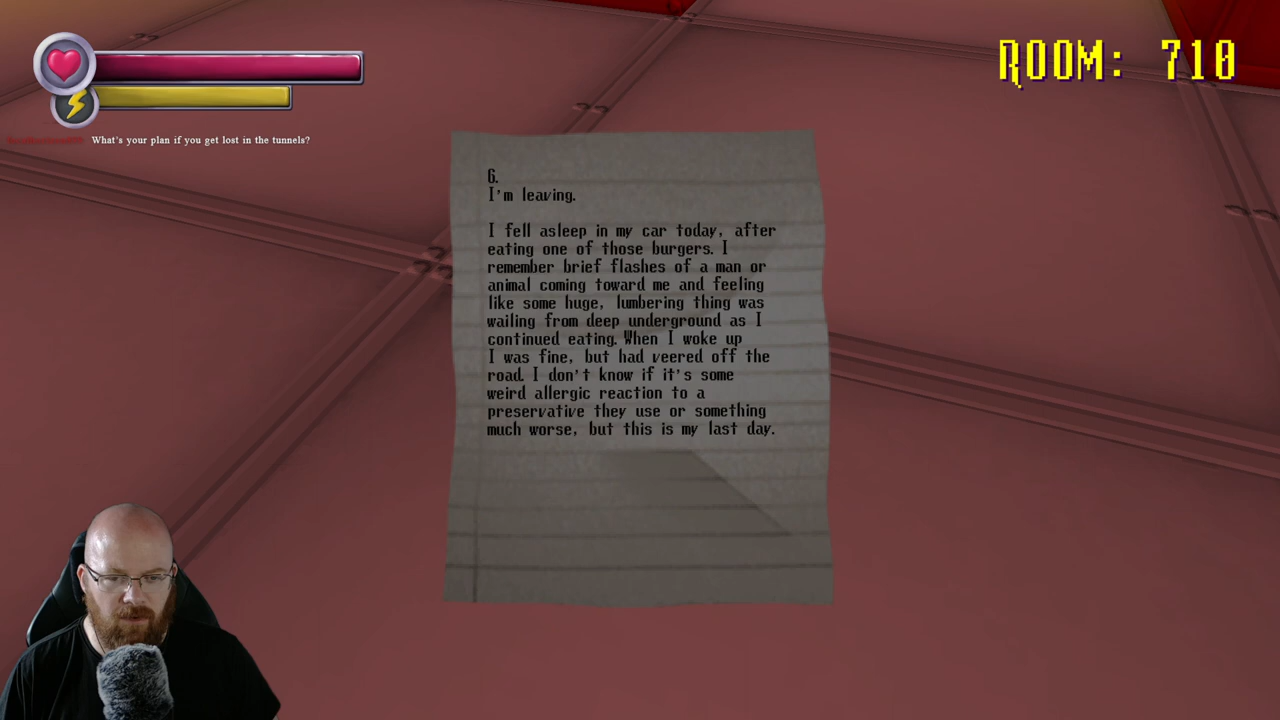 ROOM: 710
What's your plan if you get lost in the tunnels?
6.
I'm leaving.
I fell asleep in my car today, after
eating one of those burgers. I
remember brief flashes of a man or
animal coming toward me and feeling
like some huge, lumbering thing was
wailing from deep underground as I
continued eating. When I woke up
I was fine, but had veered off the
road. I don't know if it's some
weird allergic reaction to a
preservative they use or something
much worse, but this is my last day.